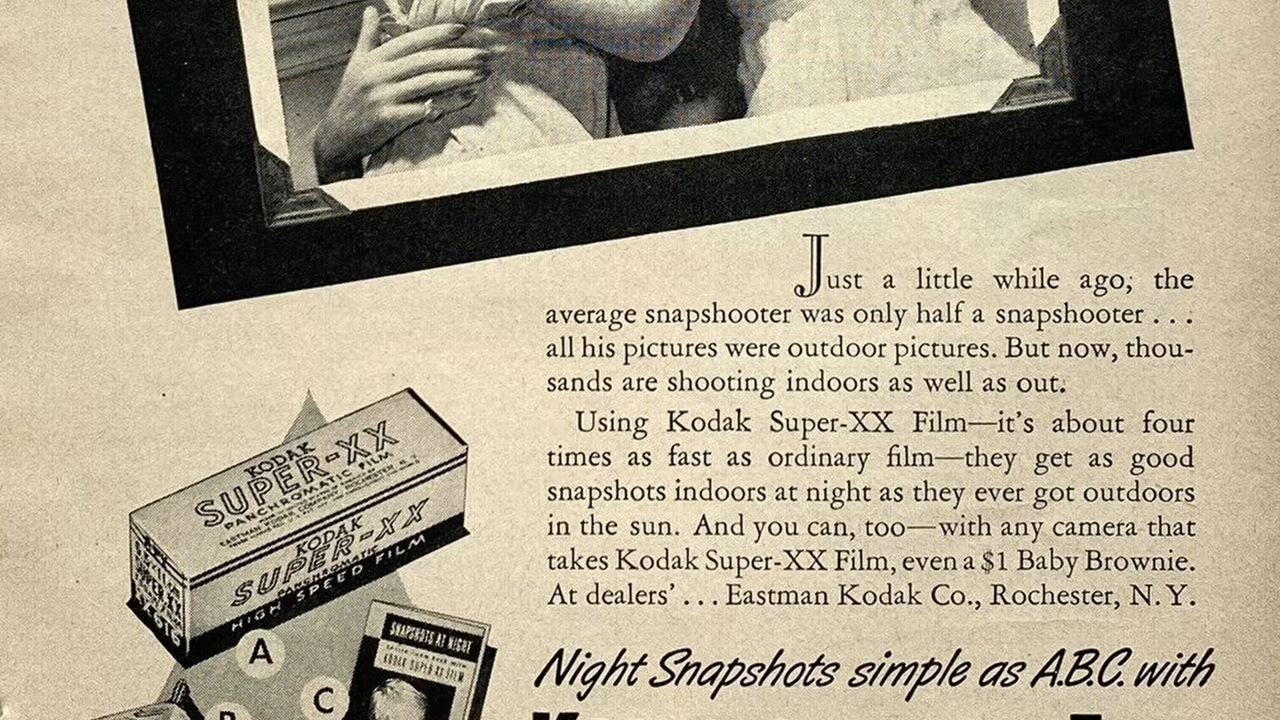 Just a little while ago, the
average snapshooter was only half a snapshooter . . .
all his pictures were outdoor pictures. But now, thou-
sands are shooting indoors as well as out.
Using Kodak Super-XX Film—it's about four
times as fast as ordinary film—they get as good
snapshots indoors at night as they ever got outdoors
in the sun. And you can, too—with any camera that
takes Kodak Super-XX Film, even a $1 Baby Brownie.
At dealers' . . . Eastman Kodak Co., Rochester, N. Y.
KODAK
SUPER-XX
PANCHROMATIC FILM
KODAK
SUPER-XX
PANCHROMATIC
HIGH SPEED FILM
XX616
A
SNAPSHOTS AT NIGHT
KODAK SUPER-XX FILM
C
B
Night Snapshots simple as A.B.C. with